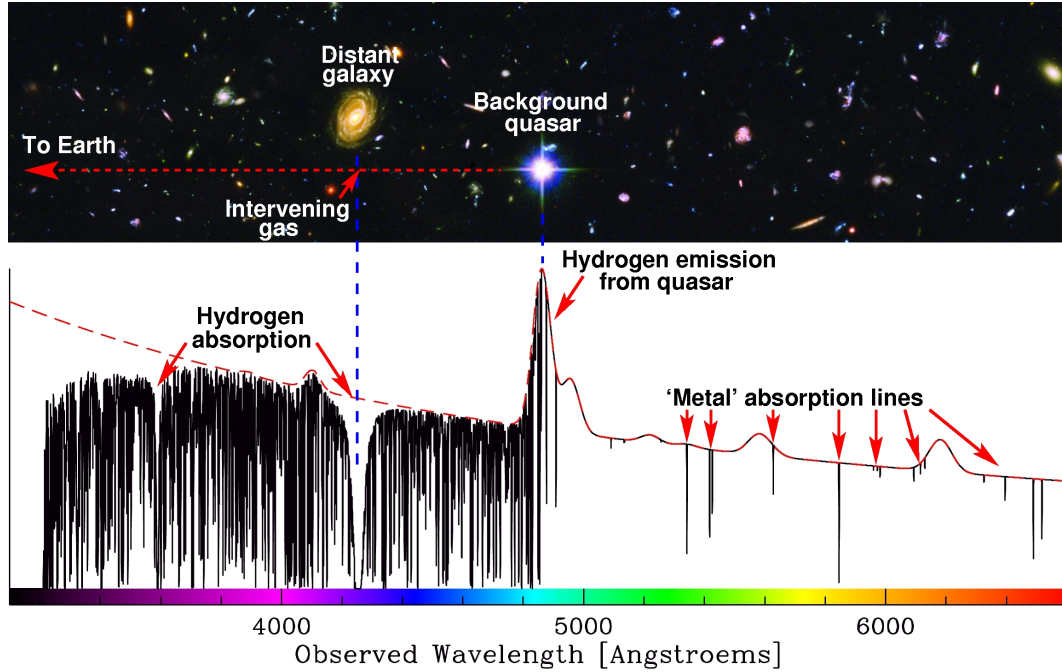 Distant
galaxy
Background
quasar
To Earth
Intervening
gas
Hydrogen emission
from quasar
Hydrogen
absorption
‘Metal’ absorption lines
4000
5000
6000
Observed Wavelength [Angstroems]